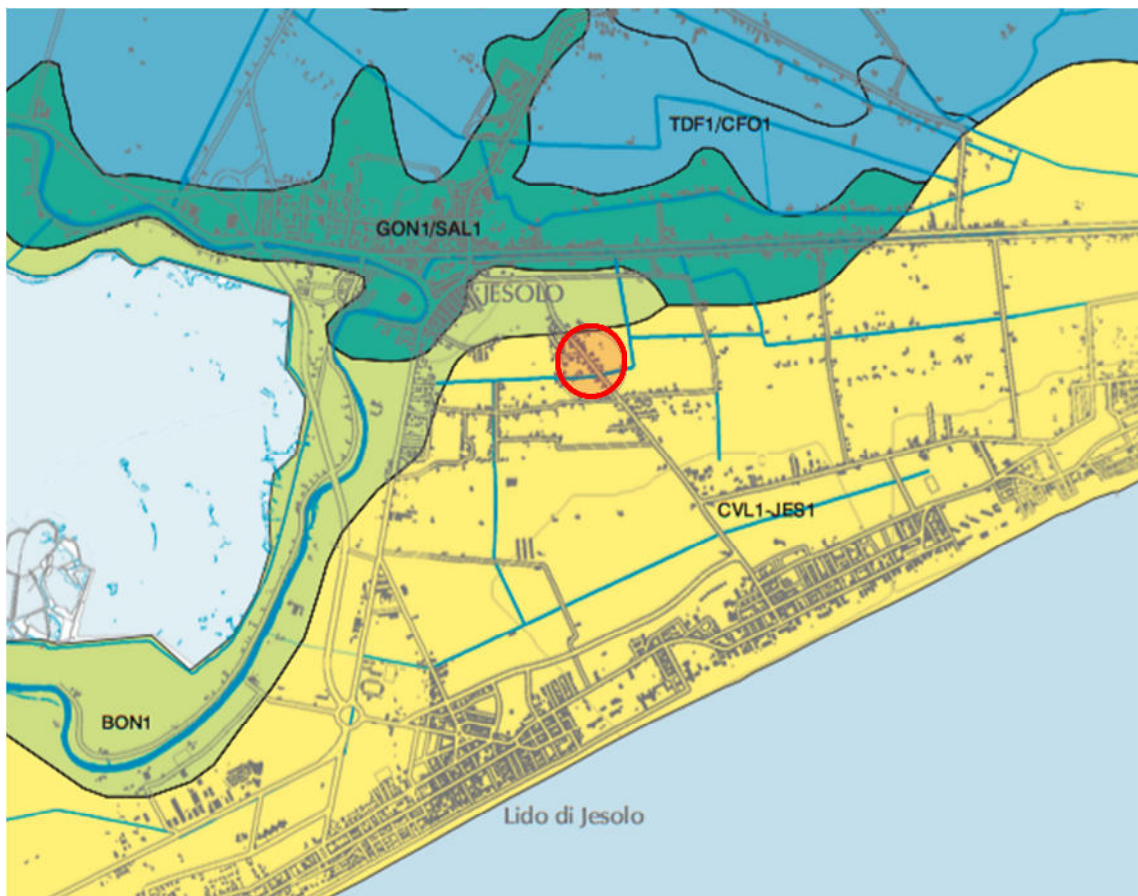 TDF1/CFO1
GON1/SAL1
JESOLO
CVL1-JES1
BON1
Lido di Jesolo